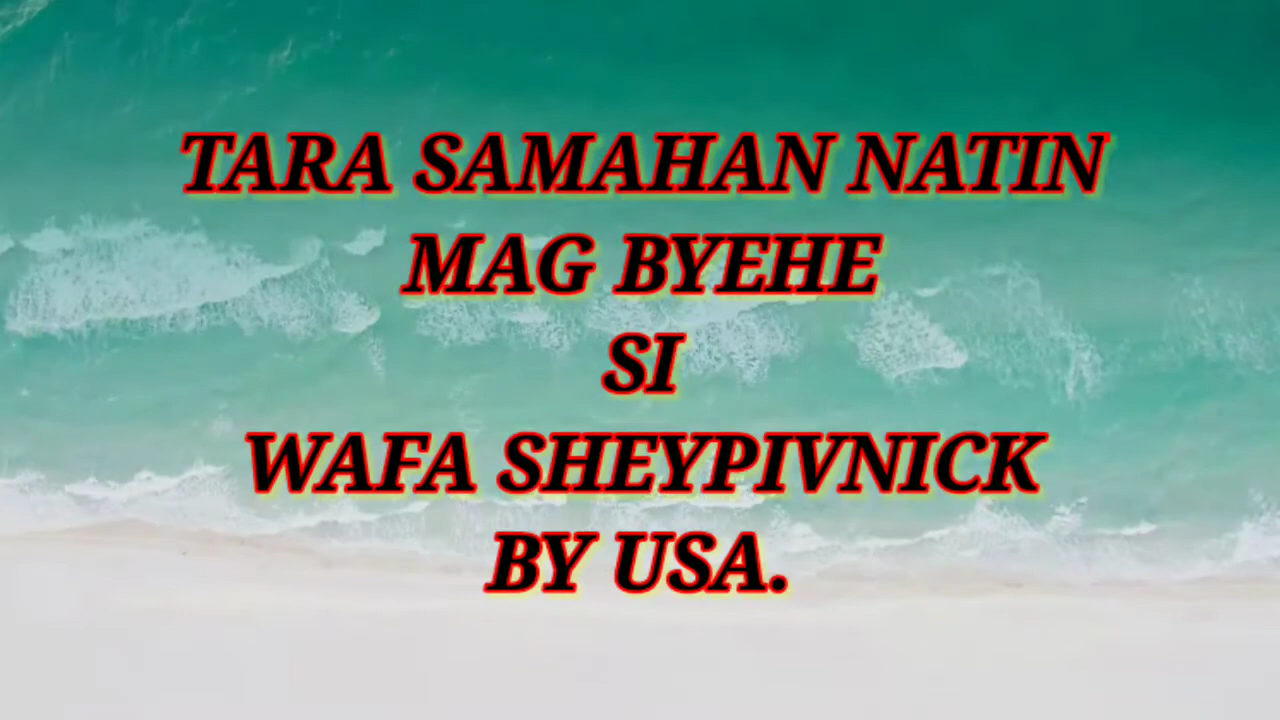 TARA SAMAHAN NATIN
MAG BYEHE
SI
WAFA SHEYPIVNICK
BY USA.